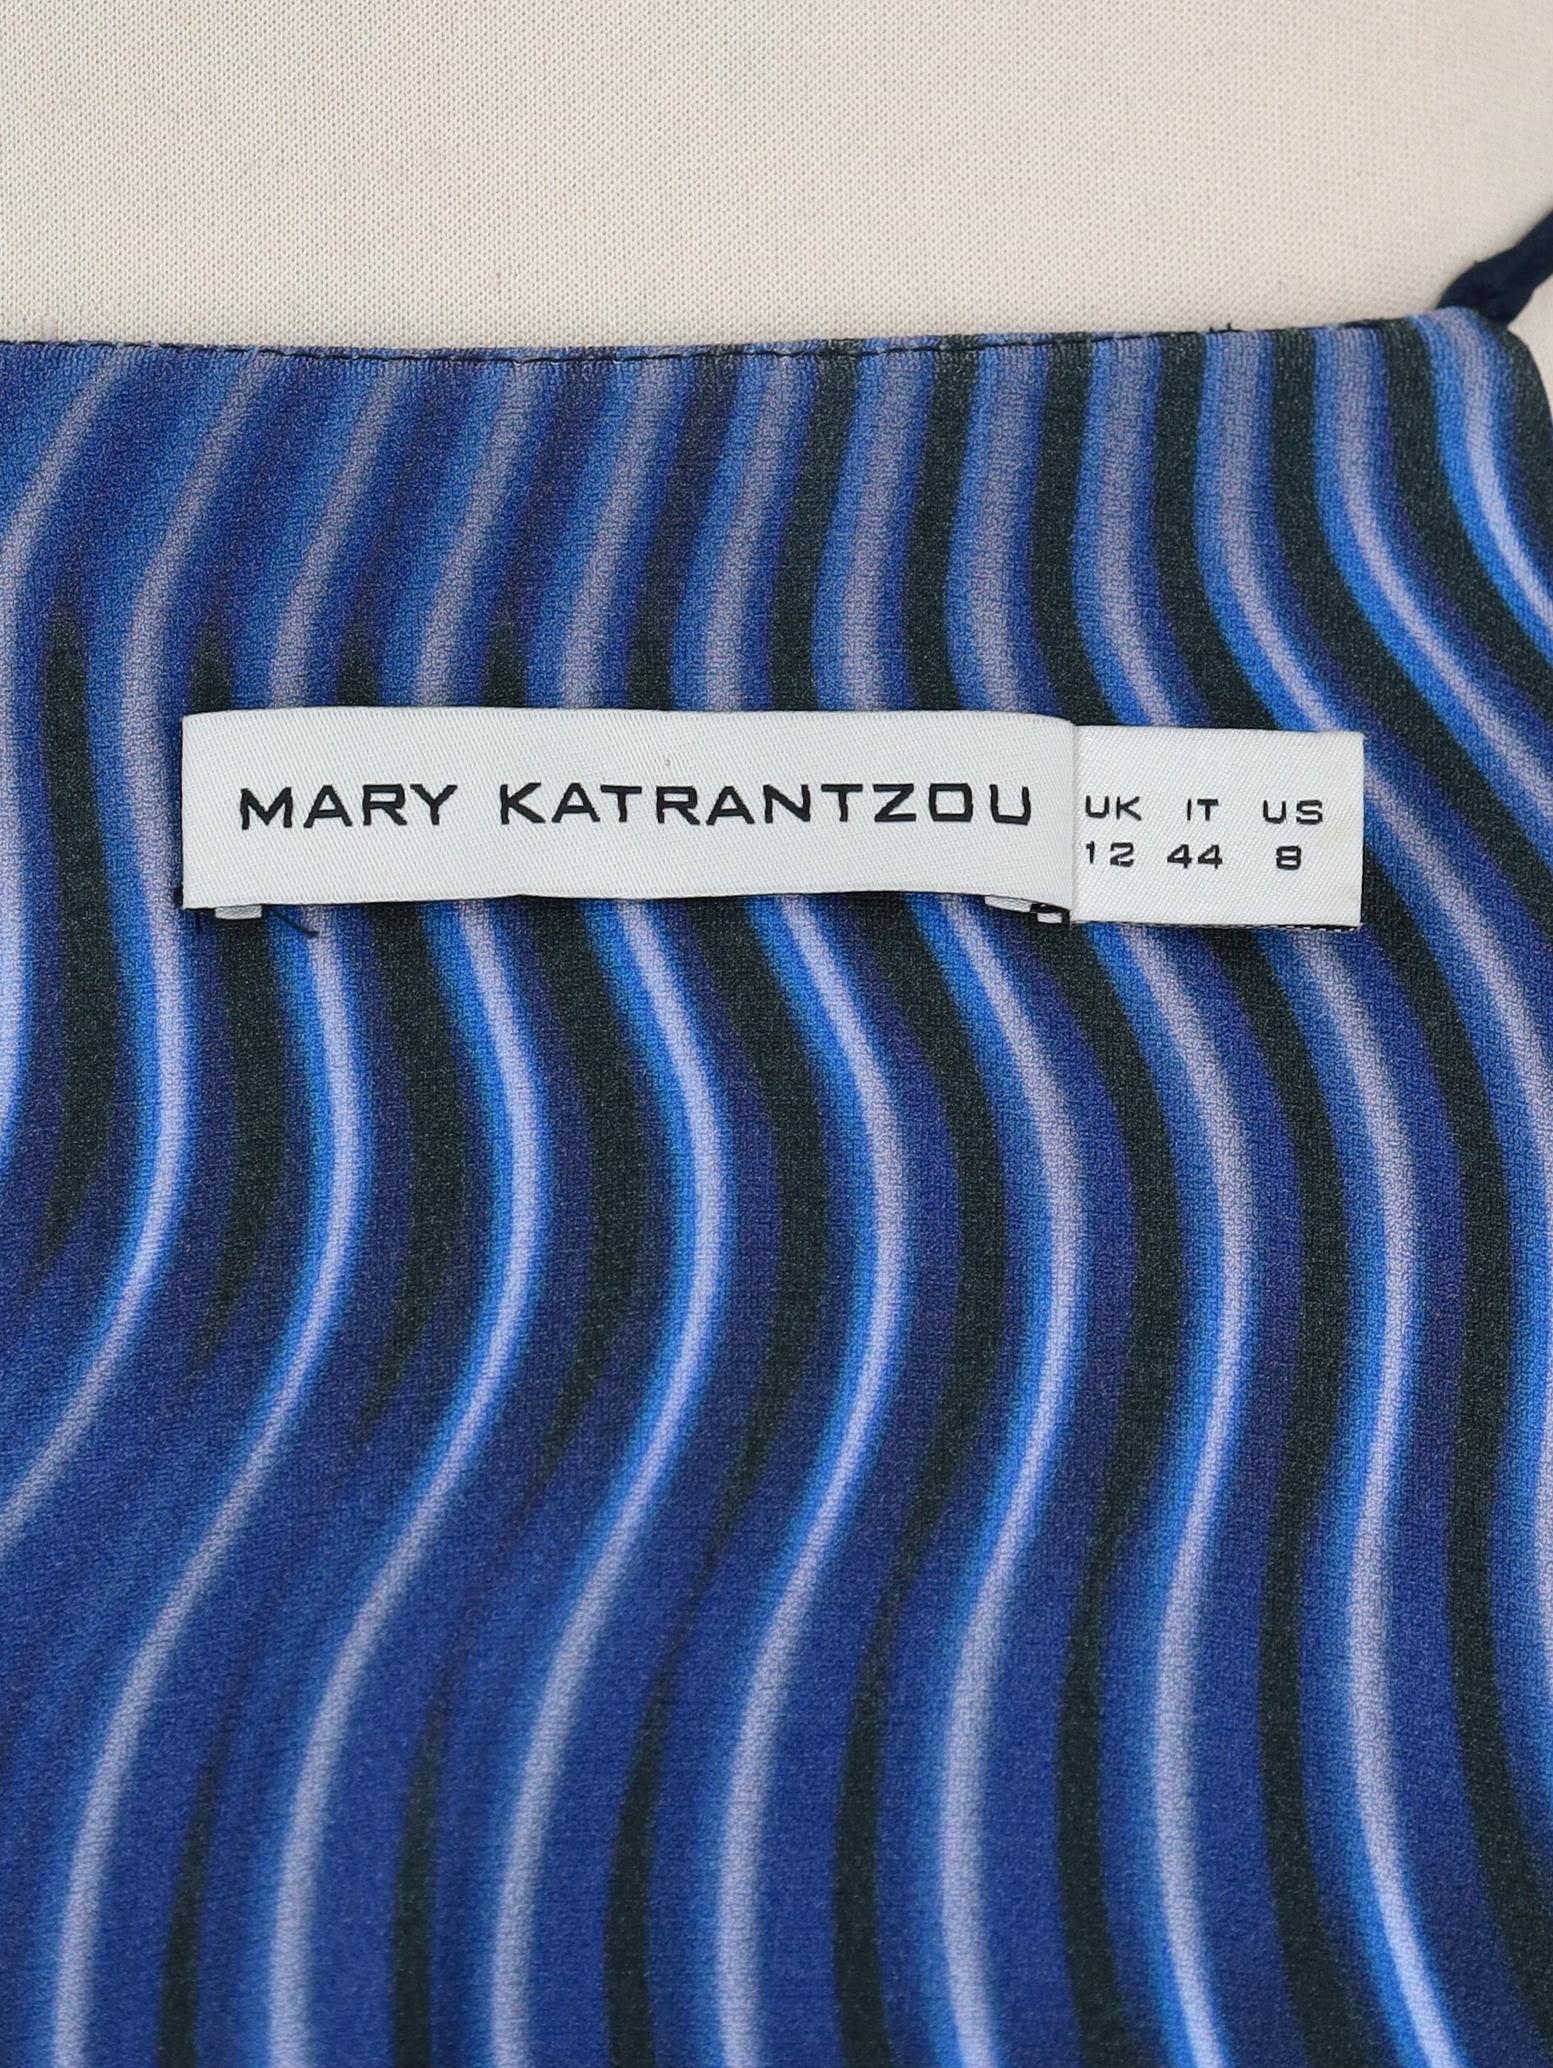 MARY KATRANTZOU
UK IT US
12 44 8